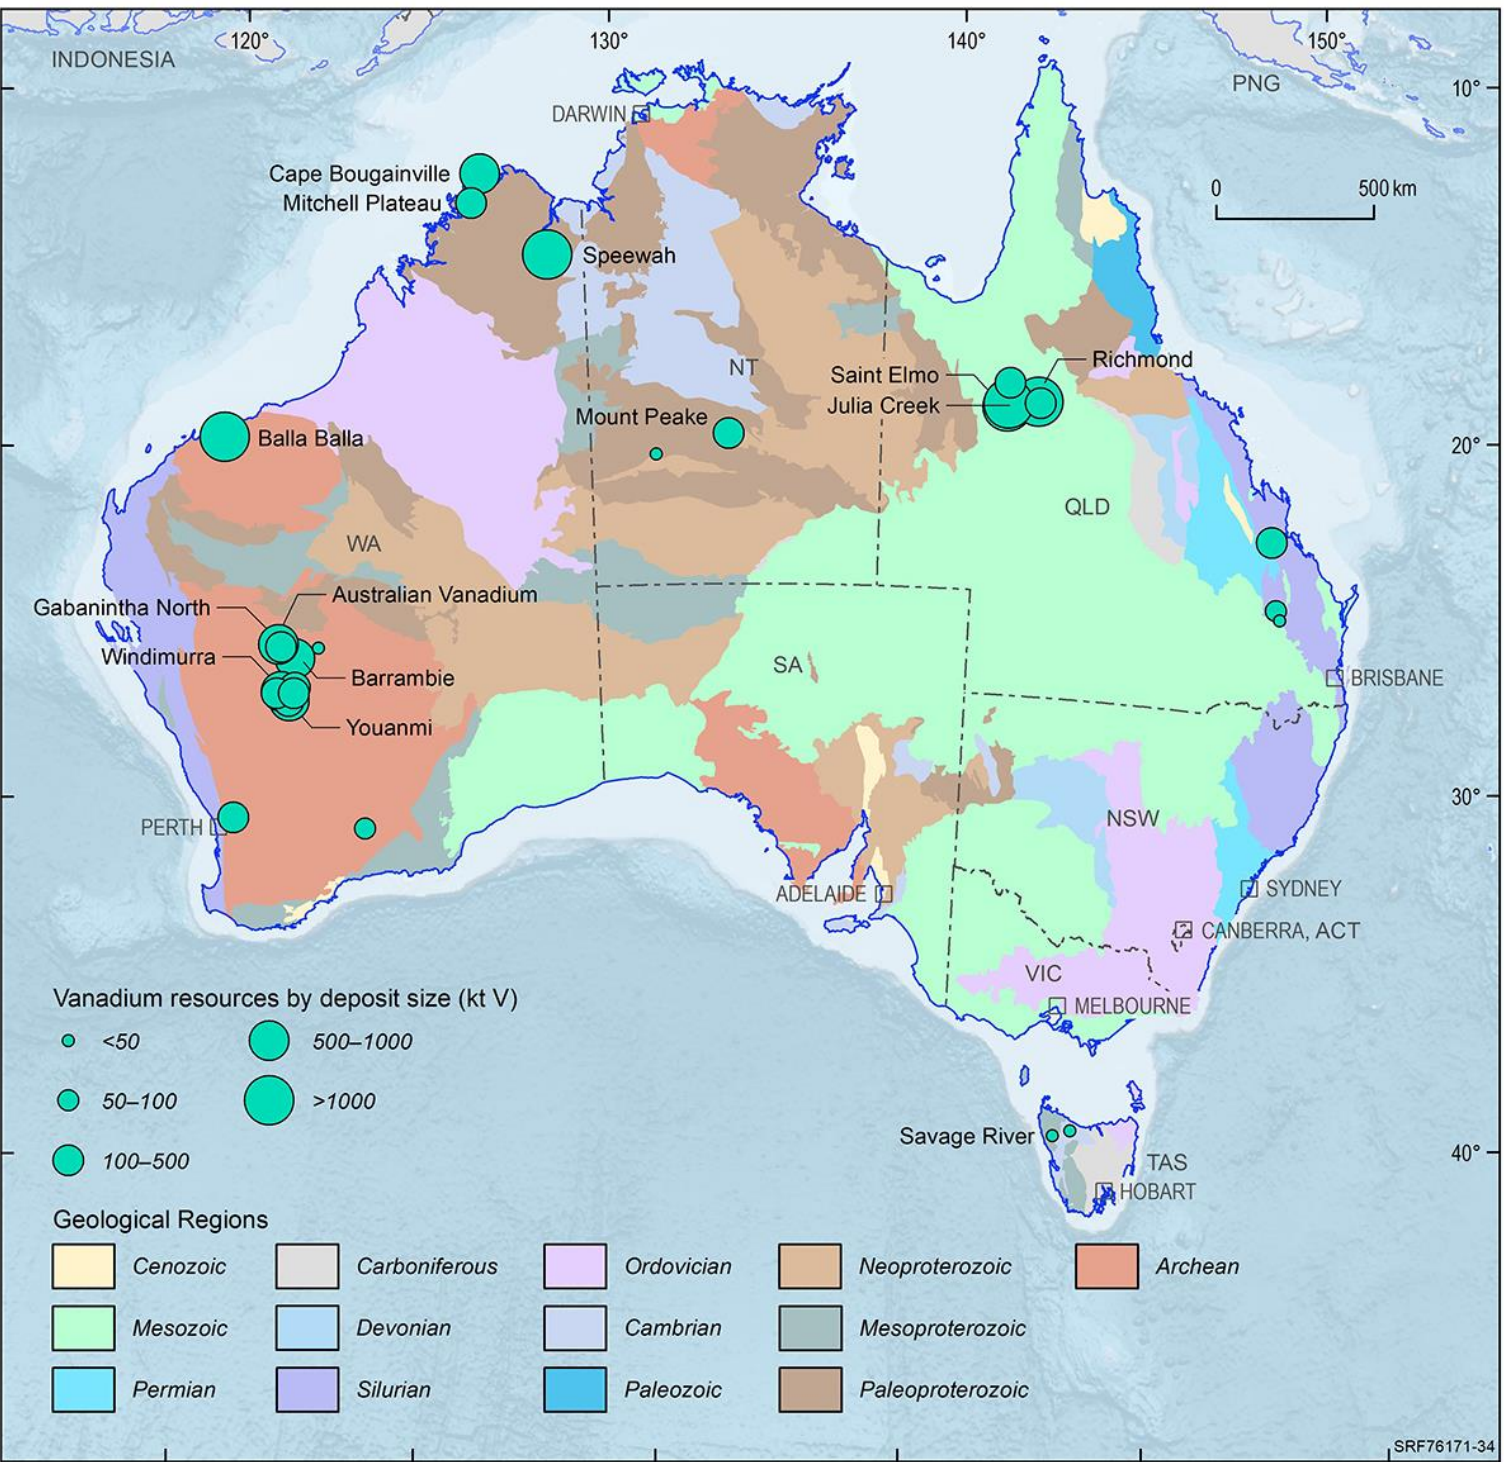 120°
130°
140°
150°
INDONESIA
PNG
10°
DARWIN
Cape Bougainville
Mitchell Plateau
0
500 km
Speewah
NT
Richmond
Saint Elmo
Julia Creek
Mount Peake
Balla Balla
20°
QLD
WA
Australian Vanadium
Gabanintha North
Windimurra
SA
Barrambie
BRISBANE
Youanmi
30°
NSW
PERTH
ADELAIDE
SYDNEY
CANBERRA, ACT
VIC
MELBOURNE
Vanadium resources by deposit size (kt V)
<50
500–1000
50–100
>1000
100–500
Savage River
TAS
40°
HOBART
Geological Regions
Cenozoic
Carboniferous
Ordovician
Neoproterozoic
Archean
Mesozoic
Devonian
Cambrian
Mesoproterozoic
Permian
Silurian
Paleozoic
Paleoproterozoic
SRF76171-34